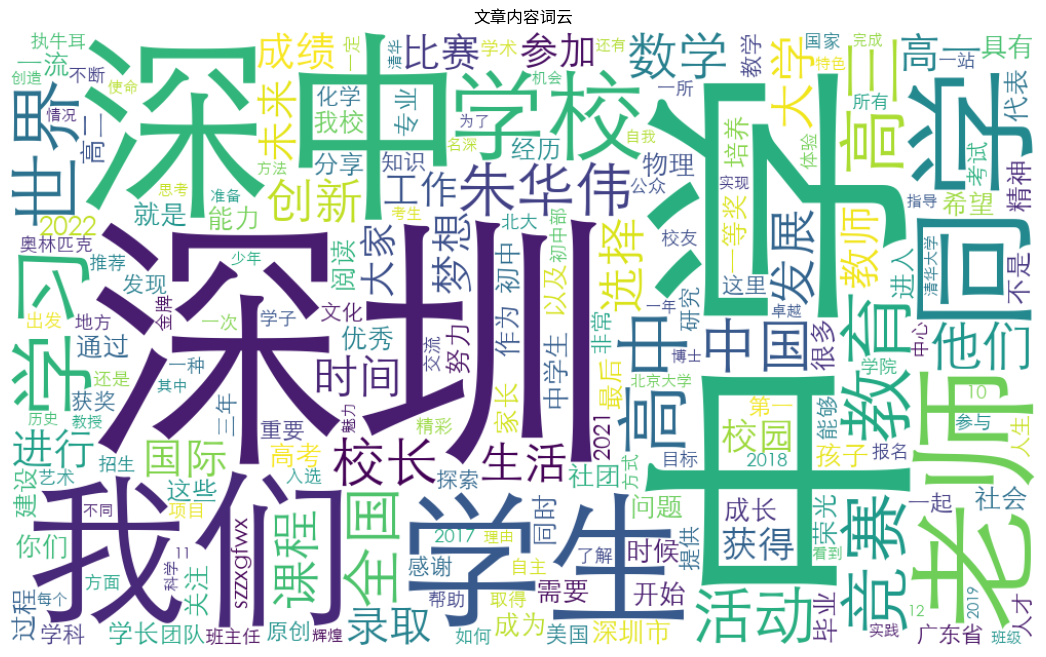 文章内容词云
执牛耳
一流
成绩
比赛
参加
学术
一定
清华
还有
数学
教学
大学
国家
完成
特色
高一
一站
具有
创造
不断
使命
深中
学校
机会
一所
高三
所有
代表
世界
情况
高二
未来
化学
我校
专业
为了
名深
自我
中学
培养
体验
同学
考试
精神
2022
思考
方法
创新
分享
知识
经历
物理
公众
实现
指导
就是
能力
准备
工作
朱华伟
考生
北大
初中部
一等奖
教师
希望
奥林匹克
推荐
少年
阅读
大家
梦想
初中
以及
选择
校友
这里
发展
进入
清华大学
不是
学习
出发
发现
金牌
深圳
地方
一次
学子
文化
作为
中学生
非常
研究
一年
卓越
通过
一种
优秀
交流
努力
最后
高中
博士
中国
很多
教育
中心
他们
还是
其中
时间
学院
获奖
历史
教授
三年
重要
魅力
精彩
家长
2021
北京大学
第一
能够
10
参与
老师
进行
招生
国际
高考
入选
校长
探索
生活
社团
方式
目标
校园
2018
孩子
报名
人生
建设
艺术
这些
我们
不同
项目
szzxgfwx
课程
全国
学生
同时
问题
成长
荣光
竞赛
一起
社会
你们
11
2017
理由
了解
时候
提供
获得
看到
方面
科学
关注
感谢
自主
需要
开始
活动
12
2019
人才
过程
每个
帮助
取得
毕业
实践
学科
学长
团队
班主任
原创
辉煌
录取
如何
成为
美国
深圳市
广东省
班级